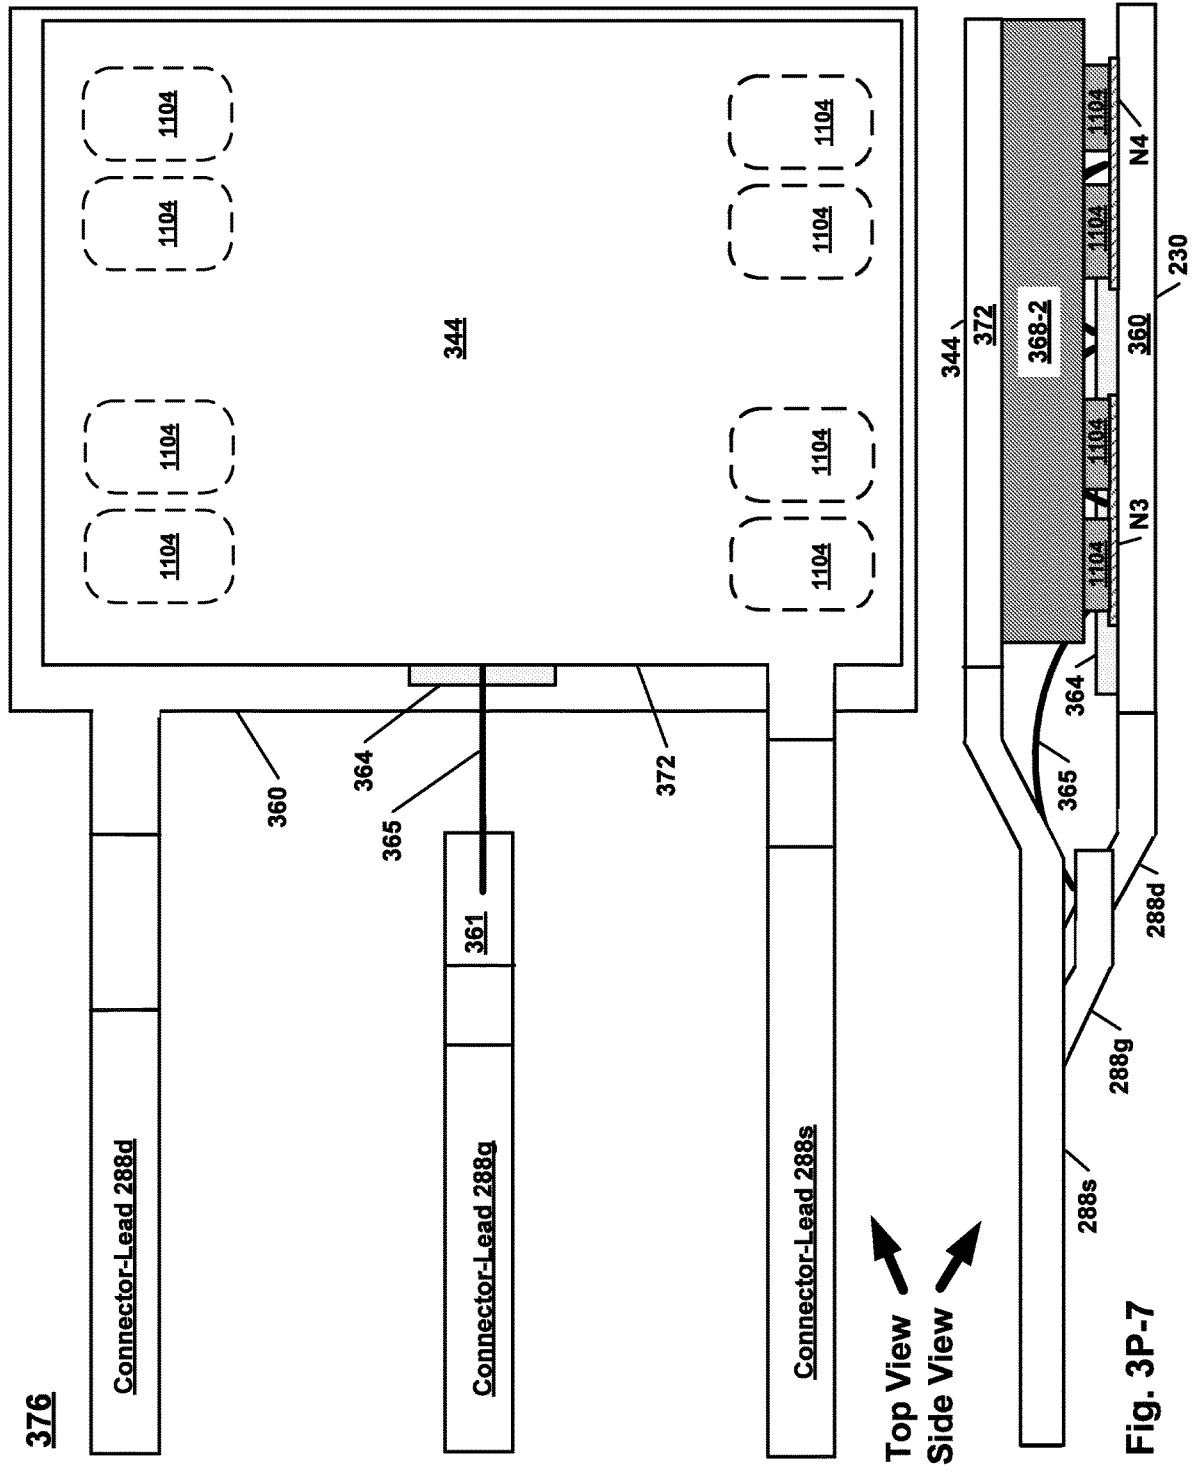 376
Connector-Lead 288d
Connector-Lead 288g
Connector-Lead 288s
361
360
365
364
372
344
1104
1104
1104
1104
1104
1104
1104
1104
Top View
Side View
344
372
368-2
1104
1104
1104
1104
365
364
N3
N4
360
230
288d
288g
288s
Fig. 3P-7